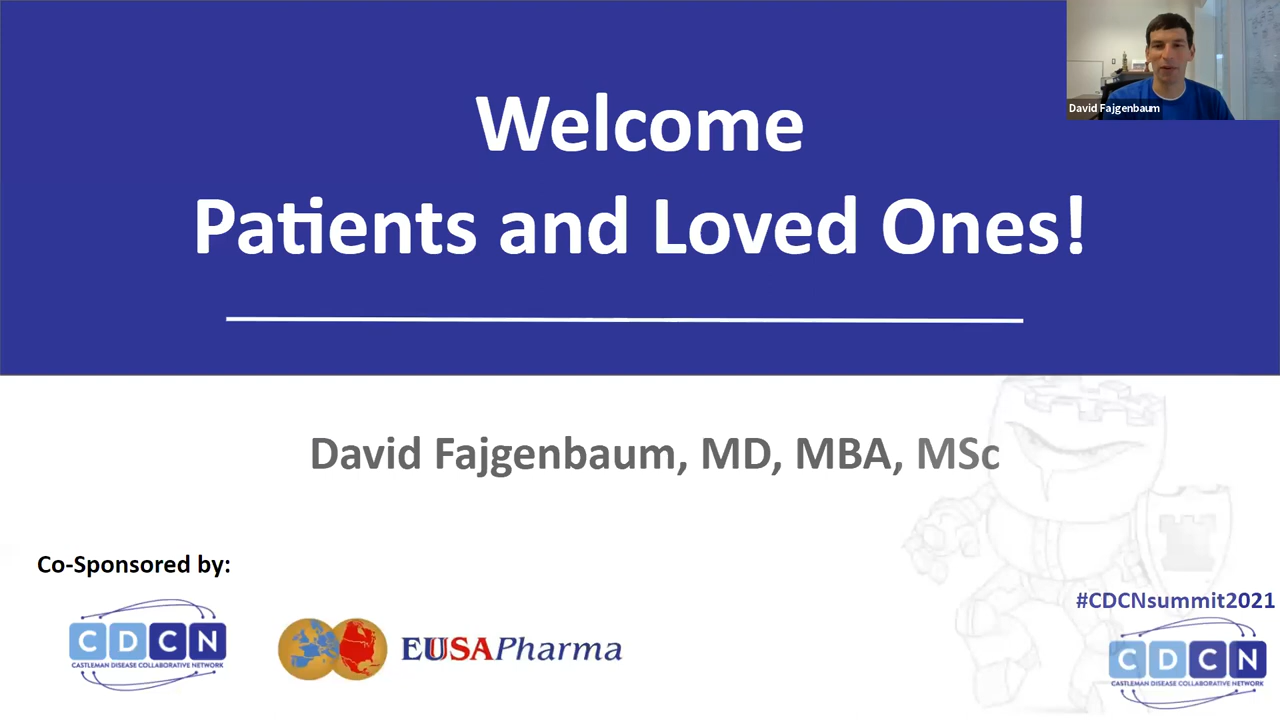 Welcome
Patients and Loved Ones!
David Fajgenbaum
David Fajgenbaum, MD, MBA, MSc
Co-Sponsored by:
CDCN
CASTLEMAN DISEASE COLLABORATIVE NETWORK
EUSAPharma
#CDCNsummit2021
CDCN
CASTLEMAN DISEASE COLLABORATIVE NETWORK